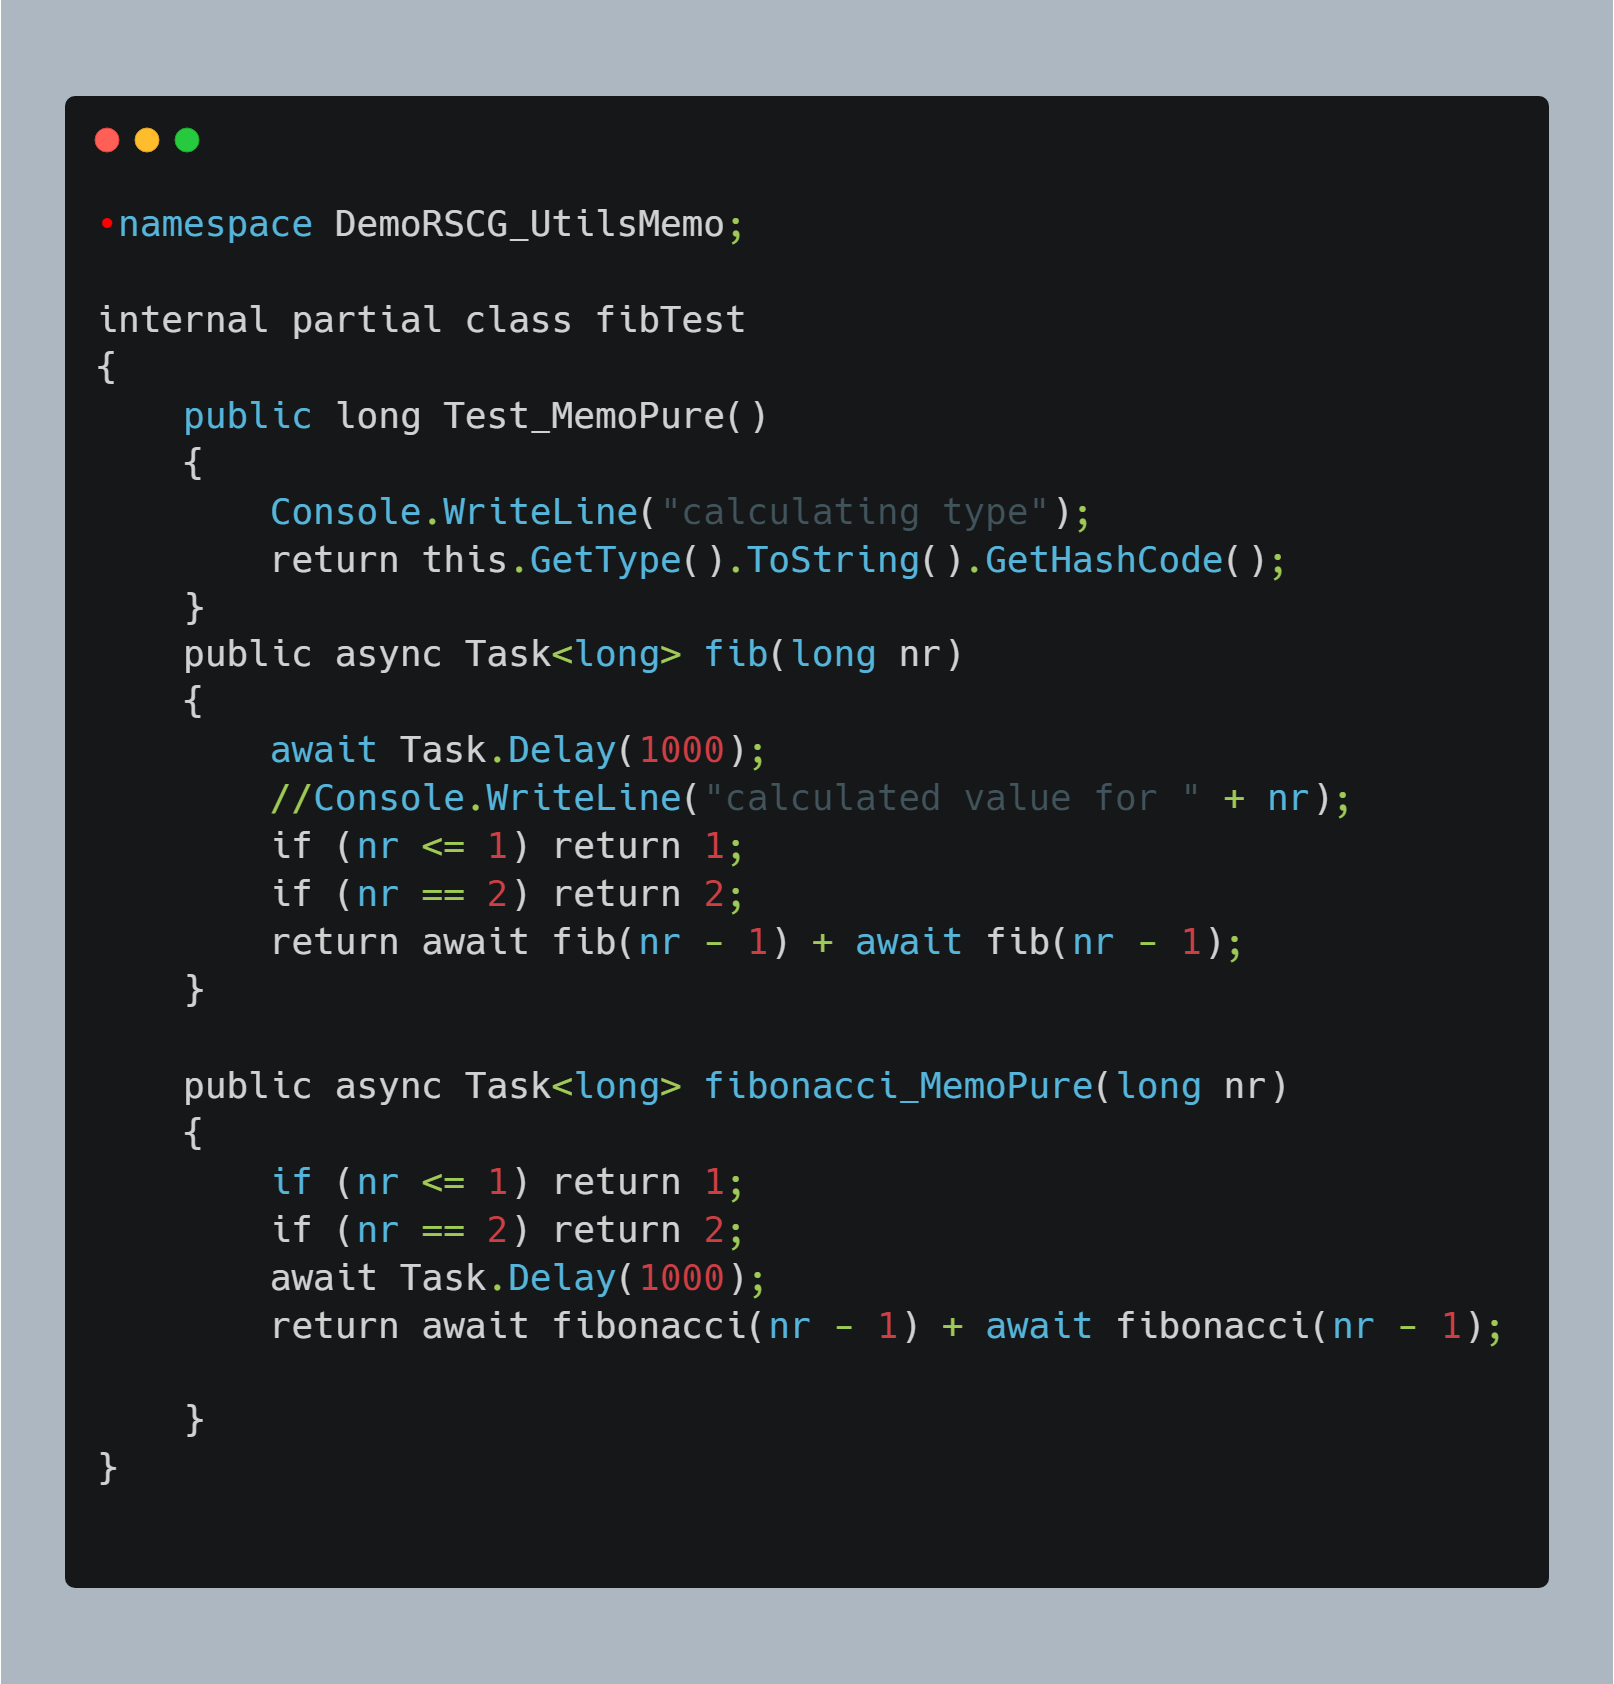 •namespace DemoRSCG_UtilsMemo;

internal partial class fibTest
{
    public long Test_MemoPure()
    {
        Console.WriteLine("calculating type");
        return this.GetType().ToString().GetHashCode();
    }
    public async Task<long> fib(long nr)
    {
        await Task.Delay(1000);
        //Console.WriteLine("calculated value for " + nr);
        if (nr <= 1) return 1;
        if (nr == 2) return 2;
        return await fib(nr - 1) + await fib(nr - 1);
    }

    public async Task<long> fibonacci_MemoPure(long nr)
    {
        if (nr <= 1) return 1;
        if (nr == 2) return 2;
        await Task.Delay(1000);
        return await fibonacci(nr - 1) + await fibonacci(nr - 1);

    }
}